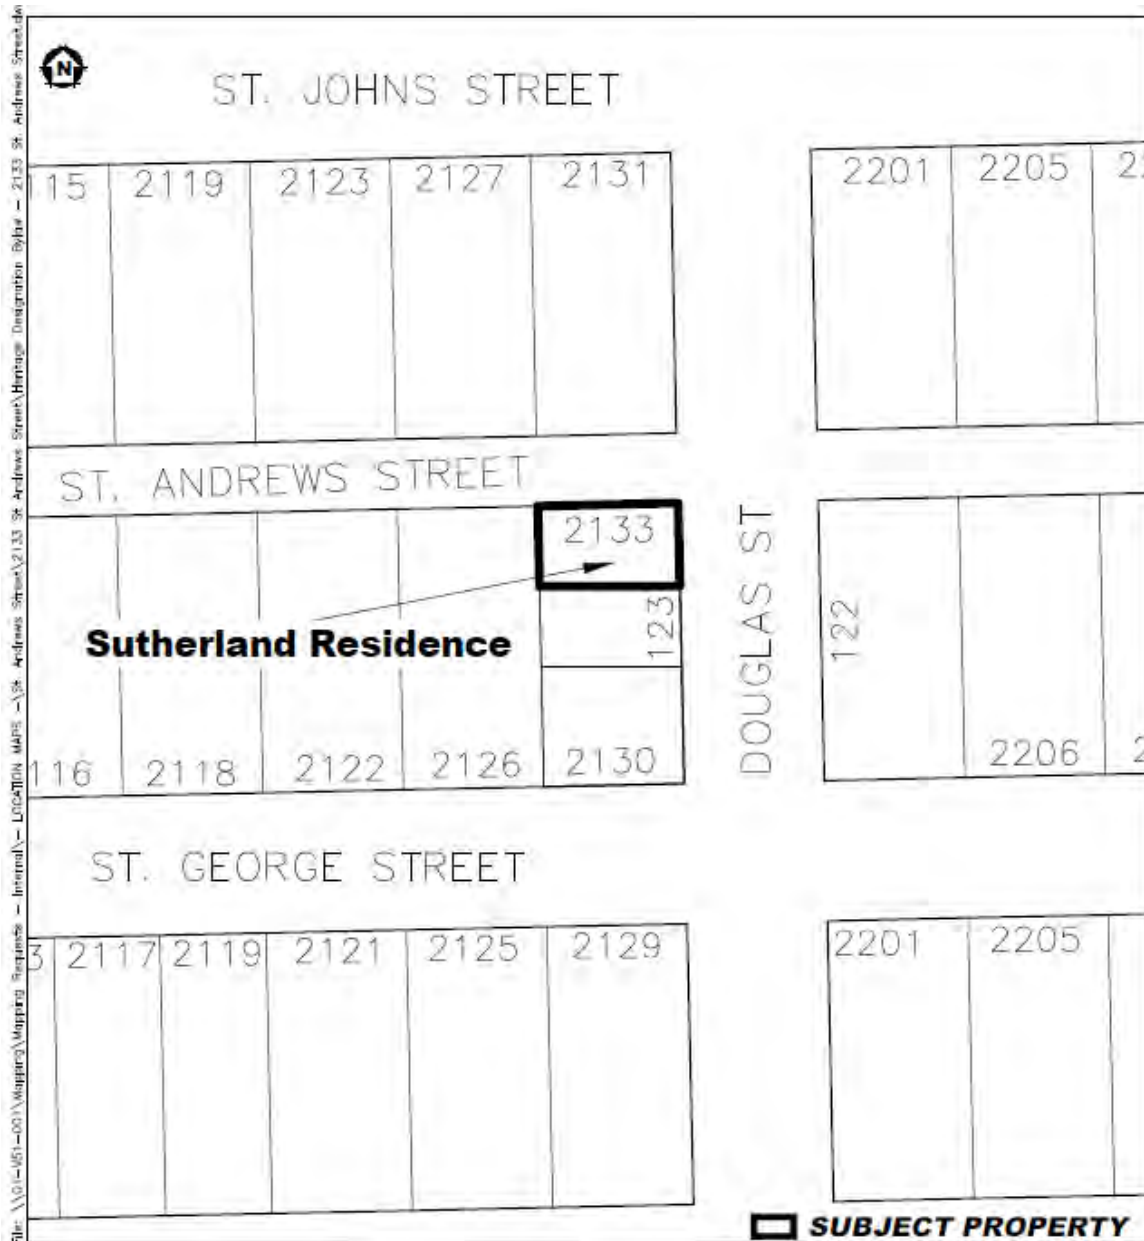 N
ST. JOHNS STREET
115 2119 2123 2127 2131 2201 2205
ST. ANDREWS STREET
2133
Sutherland Residence
123
DOUGLAS ST.
122
116 2118 2122 2126 2130 2206
ST. GEORGE STREET
3 2117 2119 2121 2125 2129 2201 2205
SUBJECT PROPERTY